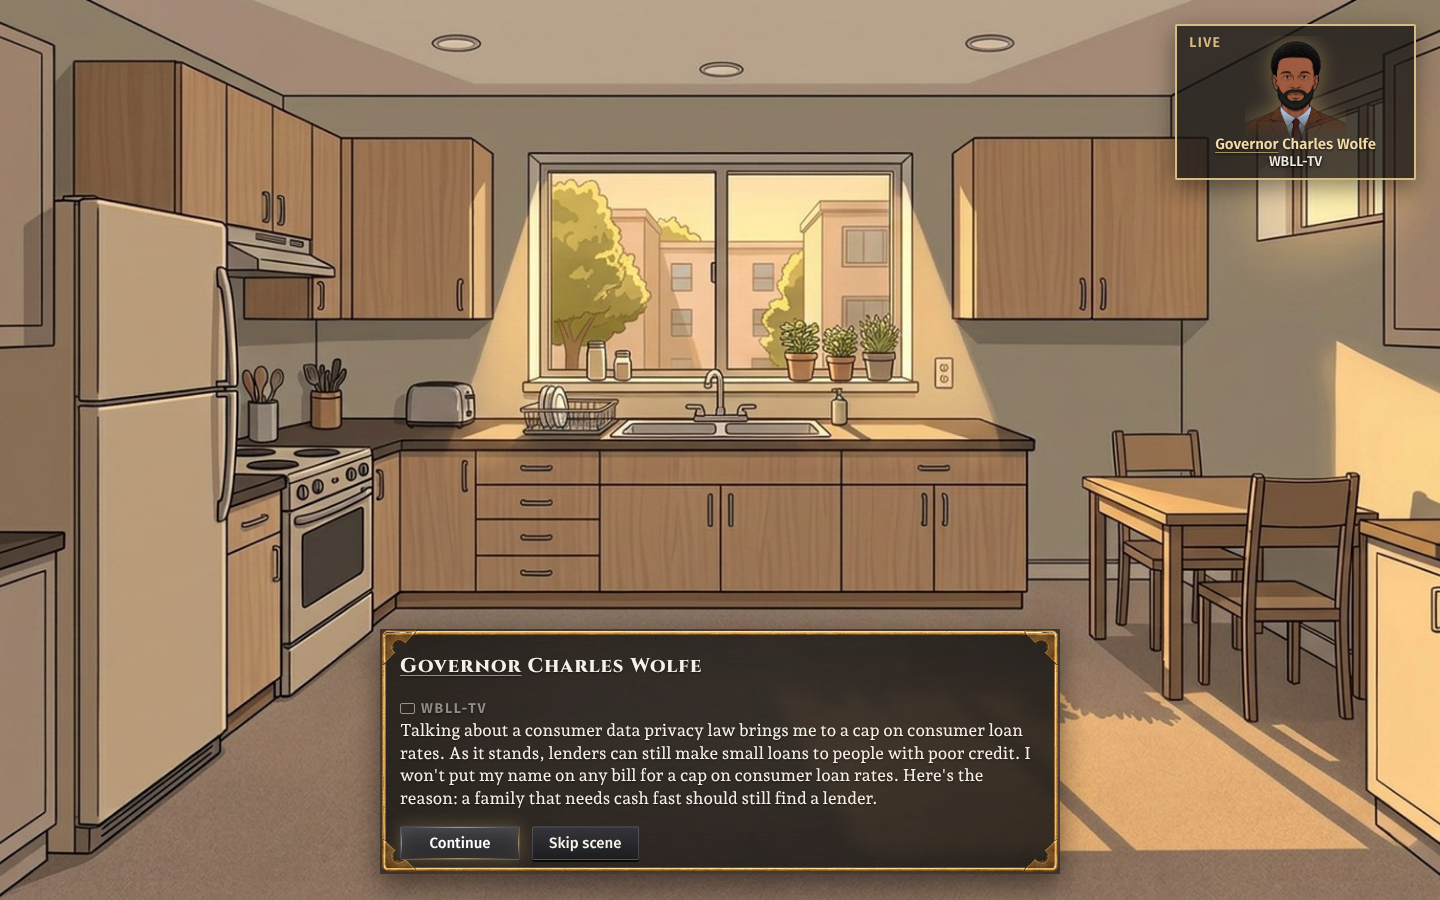 LIVE
Governor Charles Wolfe
WBLL-TV
Governor Charles Wolfe
WBLL-TV
Talking about a consumer data privacy law brings me to a cap on consumer loan
rates. As it stands, lenders can still make small loans to people with poor credit. I
won't put my name on any bill for a cap on consumer loan rates. Here's the
reason: a family that needs cash fast should still find a lender.
Continue
Skip scene